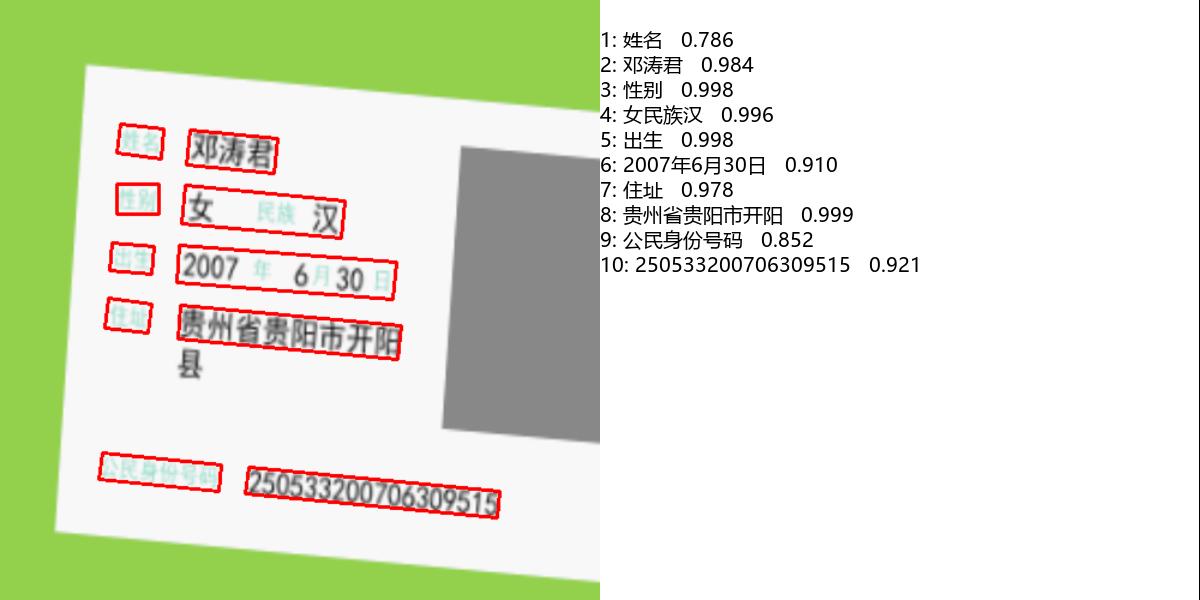 姓名 邓涛君
性别 女 民族 汉
出生 2007 年 6 月 30 日
住址 贵州省贵阳市开阳
县
公民身份号码 250533200706309515
1: 姓名 0.786
2: 邓涛君 0.984
3: 性别 0.998
4: 女民族汉 0.996
5: 出生 0.998
6: 2007年6月30日 0.910
7: 住址 0.978
8: 贵州省贵阳市开阳 0.999
9: 公民身份号码 0.852
10: 250533200706309515 0.921